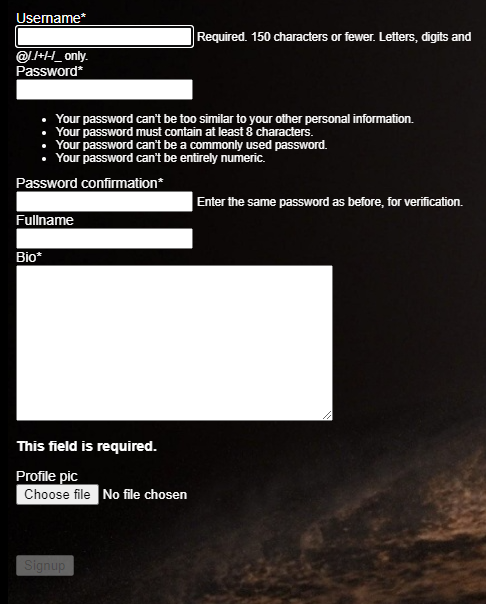 Username*
Required. 150 characters or fewer. Letters, digits and
@/./+/-/_ only.
Password*
Your password can't be too similar to your other personal information.
Your password must contain at least 8 characters.
Your password can't be a commonly used password.
Your password can't be entirely numeric.
Password confirmation*
Enter the same password as before, for verification.
Fullname
Bio*
This field is required.
Profile pic
Choose file No file chosen
Signup